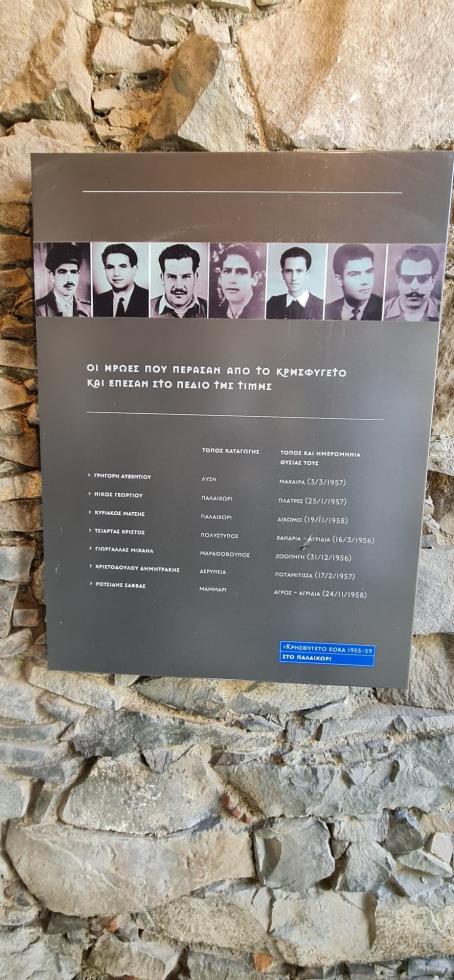 ΟΙ ΗΡΩΕΣ ΠΟΥ ΠΕΡΑΣΑΝ ΑΠΟ ΤΟ ΚΡΗΣΦΥΓΕΤΟ
ΚΑΙ ΕΠΕΣΑΝ ΣΤΟ ΠΕΔΙΟ ΤΗΣ ΤΙΜΗΣ
ΤΟΠΟΣ ΚΑΤΑΓΩΓΗΣ ΤΟΠΟΣ ΚΑΙ ΗΜΕΡΟΜΗΝΙΑ
ΘΥΣΙΑΣ ΤΟΥΣ
> ΓΡΗΓΟΡΗ ΑΥΞΕΝΤΙΟΥ ΛΥΣΗ ΜΑΧΑΙΡΑ (3/3/1957)
> ΝΙΚΟΣ ΓΕΩΡΓΙΟΥ ΠΑΛΑΙΧΩΡΙ ΠΛΑΤΡΕΣ (25/1/1957)
> ΚΥΡΙΑΚΟΣ ΜΑΤΣΗΣ ΠΑΛΑΙΧΩΡΙ ΔΙΚΩΜΟ (19/11/1958)
> ΤΣΙΑΡΤΑΣ ΧΡΙΣΤΟΣ ΠΟΛΥΣΤΥΠΟΣ ΧΑΝΔΡΙΑ - ΑΓΡΙΔΙΑ (16/3/1956)
> ΓΙΩΡΓΑΛΛΑΣ ΜΙΧΑΗΛ ΜΑΡΑΘΟΒΟΥΝΟΣ ΖΩΟΠΗΓΗ (31/12/1956)
> ΧΡΙΣΤΟΔΟΥΛΟΥ ΔΗΜΗΤΡΑΚΗΣ ΔΕΡΥΝΕΙΑ ΠΟΤΑΜΙΤΙΣΣΑ (17/2/1957)
> ΡΟΥΣΙΔΗΣ ΣΑΒΒΑΣ ΜΑΜΜΑΡΙ ΑΓΡΟΣ - ΑΓΡΙΔΙΑ (24/11/1958)
>ΚΡΗΣΦΥΓΕΤΟ ΕΟΚΑ 1955-59
ΣΤΟ ΠΑΛΑΙΧΩΡΙ